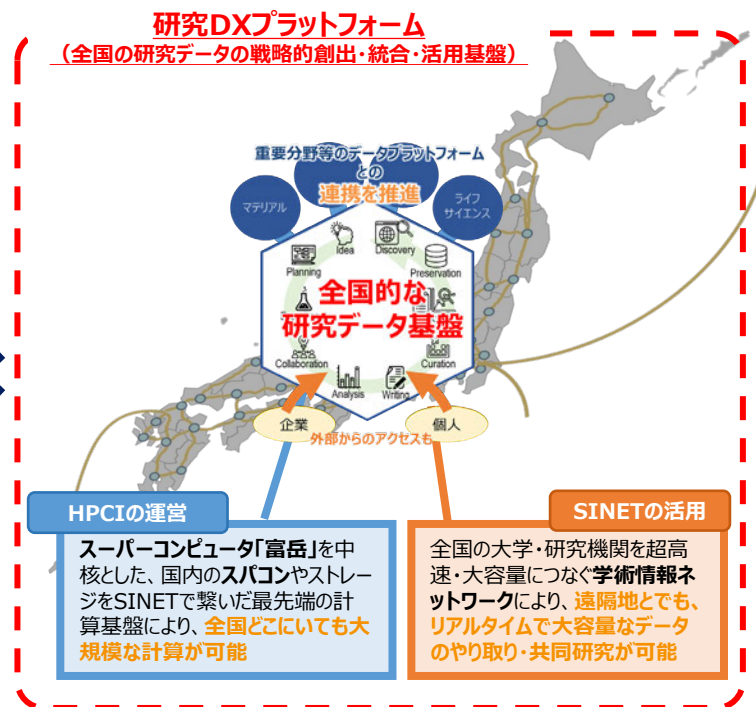 研究DXプラットフォーム
（全国の研究データの戦略的創出・統合・活用基盤）
重要分野等のデータプラットフォーム
との
連携を推進
マテリアル
ライフ
サイエンス
Idea
Discovery
Planning
Preservation
全国的な
研究データ基盤
Collaboration
Curation
Analysis
Writing
企業
個人
外部からのアクセスも
HPCIの運営
スーパーコンピュータ「富岳」を中
核とした、国内のスパコンやストレー
ジをSINETで繋いだ最先端の計
算基盤により、全国どこにいても大
規模な計算が可能
SINETの活用
全国の大学・研究機関を超高
速・大容量につなぐ学術情報ネ
ットワークにより、遠隔地とでも、
リアルタイムで大容量なデータ
のやり取り・共同研究が可能